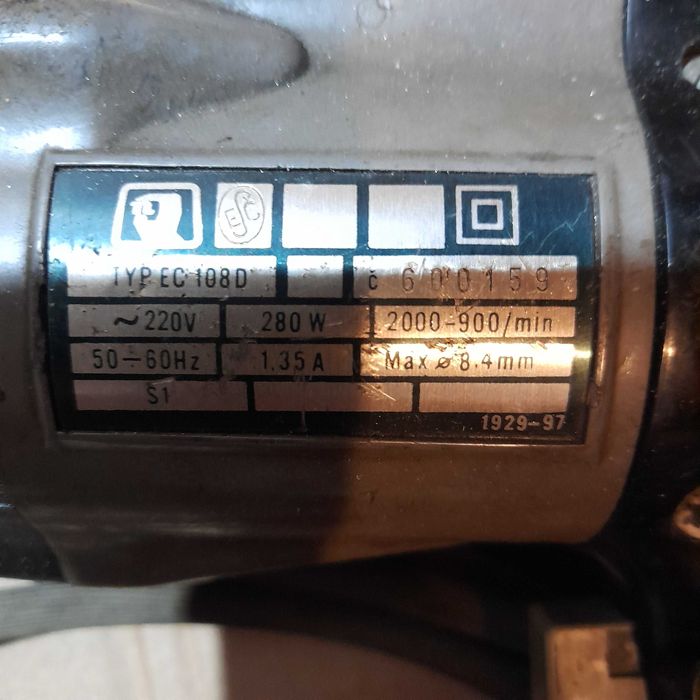 ESC
TYP EC 108D č 600159
~220V 280 W 2000-900/min
50÷60Hz 1,35 A Max ⌀ 8,4mm
S1
1929-97